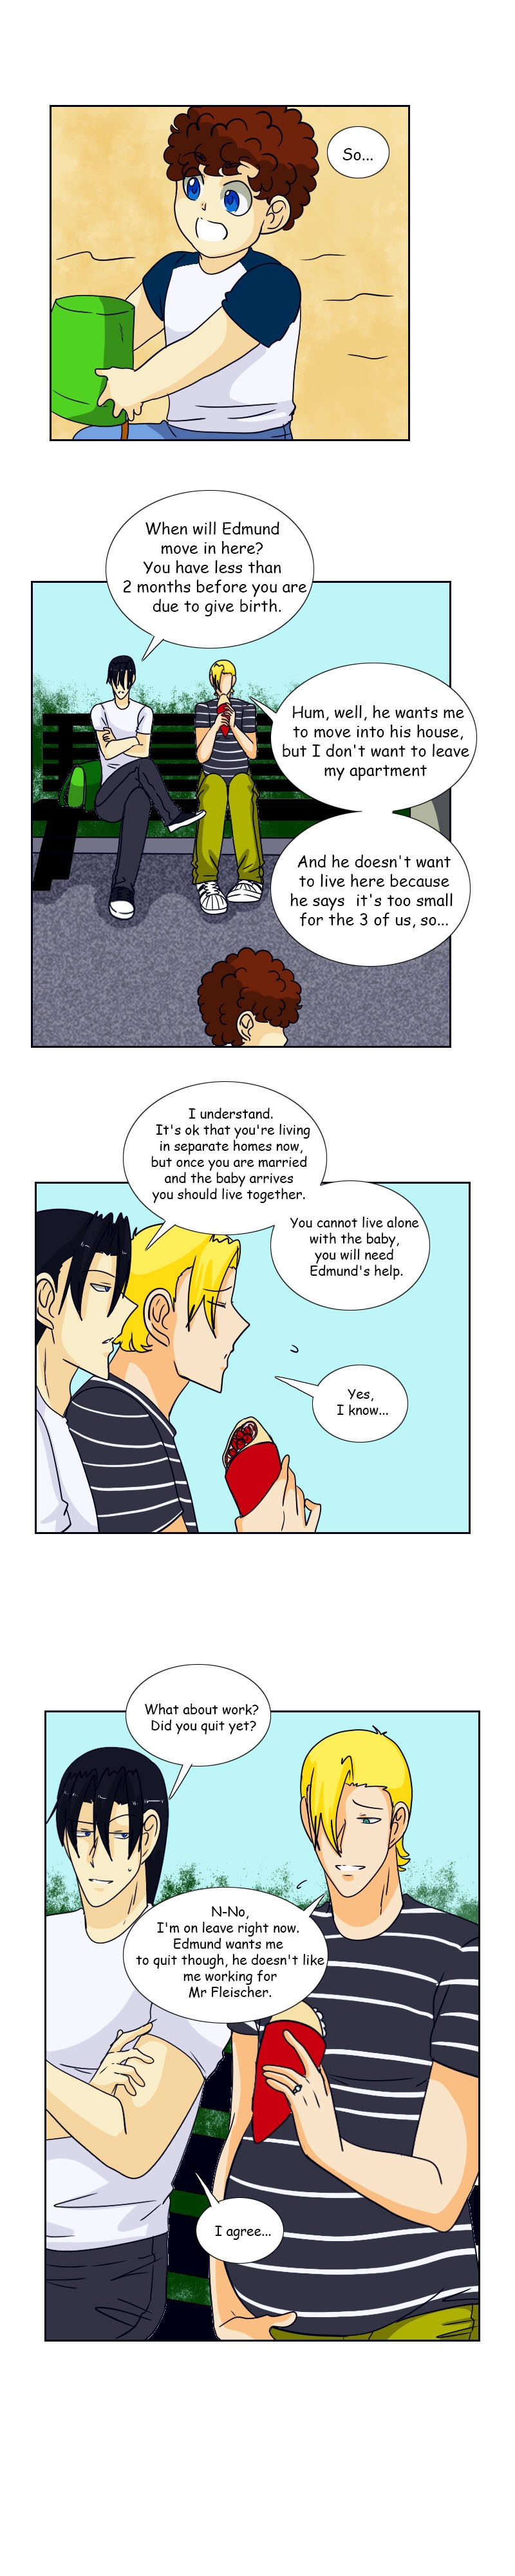 So...
When will Edmund
move in here?
You have less than
2 months before you are
due to give birth.
Hum, well, he wants me
to move into his house,
but I don't want to leave
my apartment
And he doesn't want
to live here because
he says it's too small
for the 3 of us, so...
I understand.
It's ok that you're living
in separate homes now,
but once you are married
and the baby arrives
you should live together.
You cannot live alone
with the baby,
you will need
Edmund's help.
Yes,
I know...
What about work?
Did you quit yet?
N-No,
I'm on leave right now.
Edmund wants me
to quit though, he doesn't like
me working for
Mr Fleischer.
I agree...